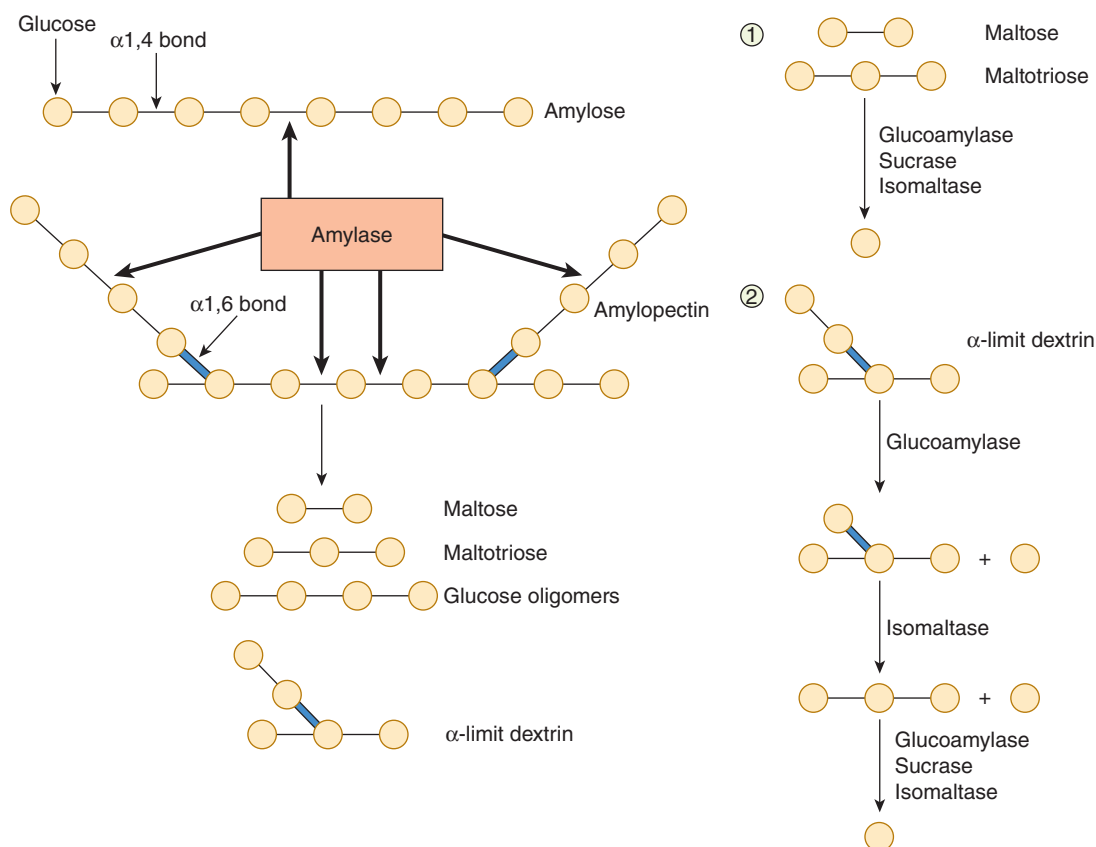 Glucose
α1,4 bond
Amylose
Amylase
α1,6 bond
Amylopectin
Maltose
Maltotriose
Glucose oligomers
α-limit dextrin
1
Maltose
Maltotriose
Glucoamylase
Sucrase
Isomaltase
2
α-limit dextrin
Glucoamylase
+
Isomaltase
+
Glucoamylase
Sucrase
Isomaltase